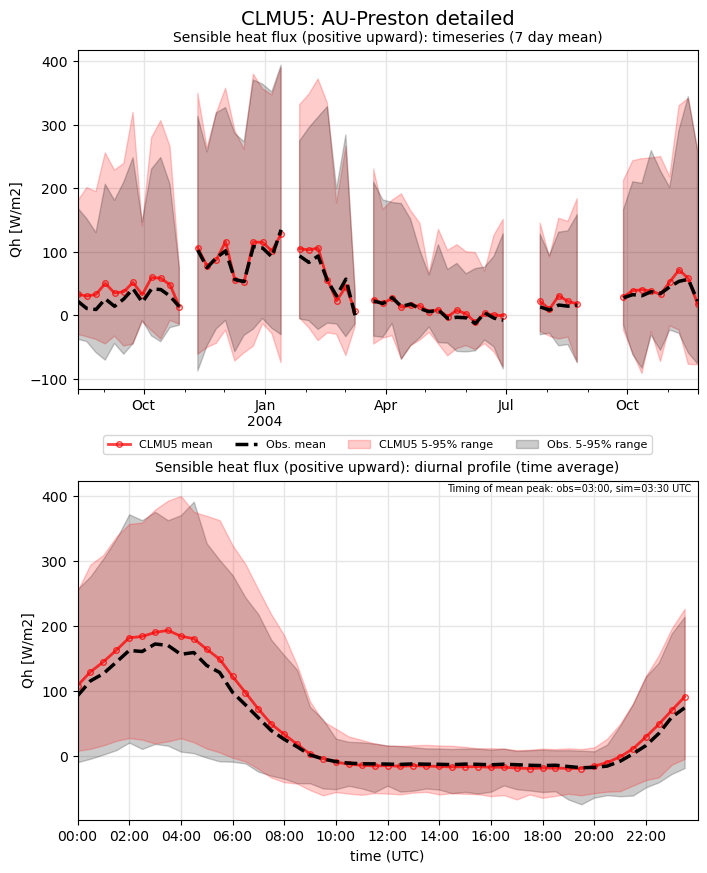 CLMU5: AU-Preston detailed
Sensible heat flux (positive upward): timeseries (7 day mean)
400
300
200
100
0
−100
Qh [W/m2]
Oct
Jan
2004
Apr
Jul
Oct
CLMU5 mean
Obs. mean
CLMU5 5-95% range
Obs. 5-95% range
Sensible heat flux (positive upward): diurnal profile (time average)
Timing of mean peak: obs=03:00, sim=03:30 UTC
400
300
200
100
0
Qh [W/m2]
00:00
02:00
04:00
06:00
08:00
10:00
12:00
14:00
16:00
18:00
20:00
22:00
time (UTC)